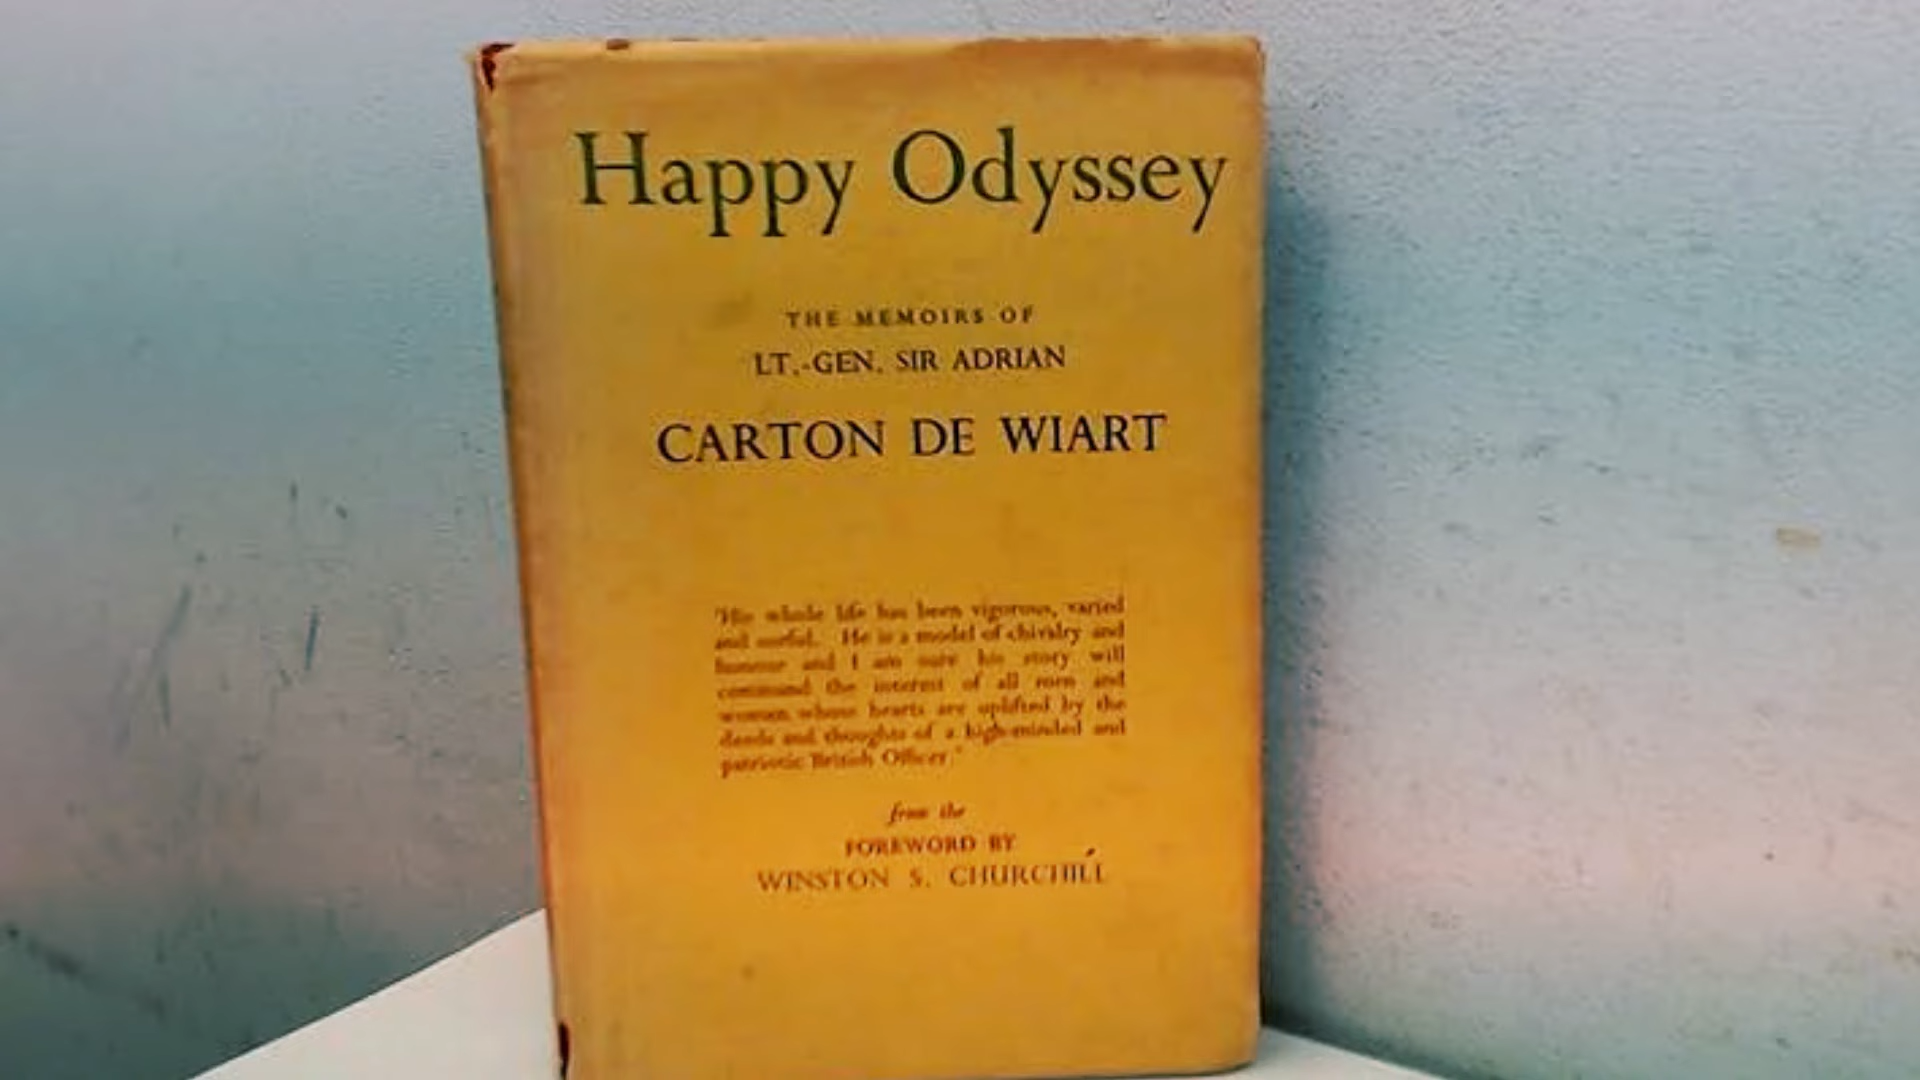 Happy Odyssey
THE MEMOIRS OF
LT.-GEN. SIR ADRIAN
CARTON DE WIART
'His whole life has been vigorous, varied
and useful. He is a model of chivalry and
honour and I am sure his story will
command the interest of all men and
women whose hearts are uplifted by the
deeds and thoughts of a high-minded and
patriotic British Officer.'
from the
FOREWORD BY
WINSTON S. CHURCHILL